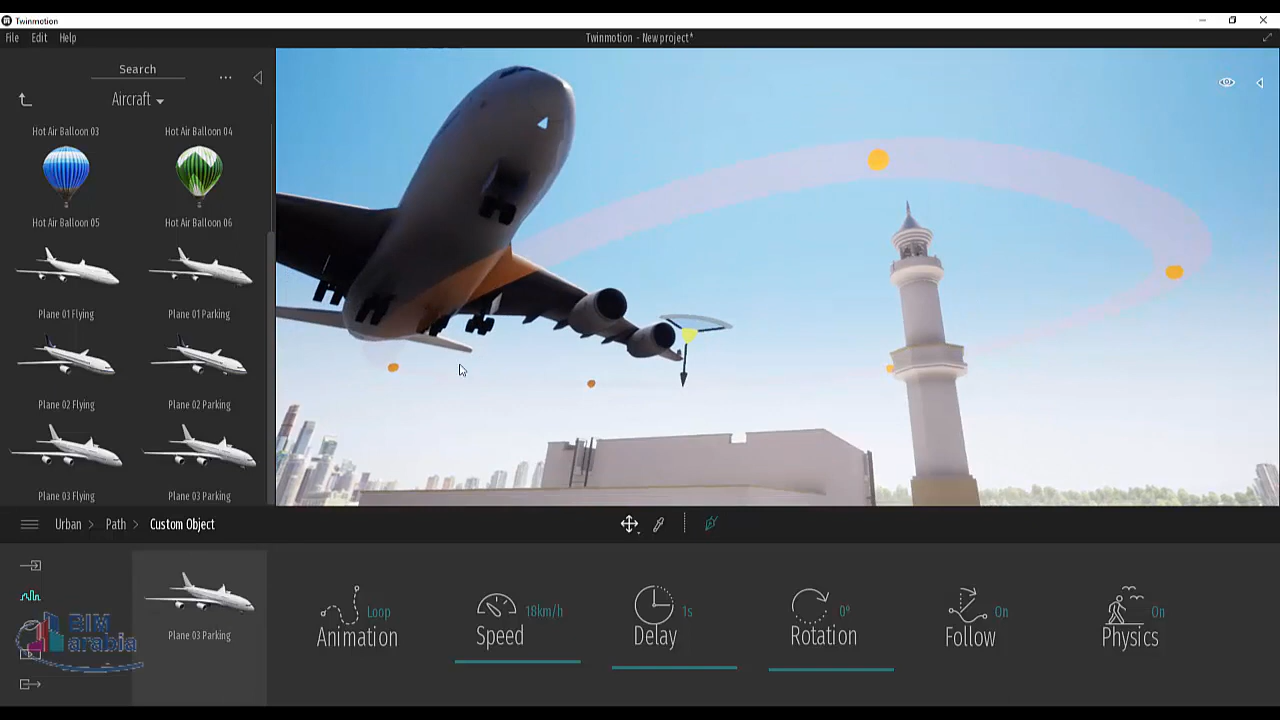 Twinmotion
File Edit Help
Twinmotion - New project*
Search
...
Aircraft
Hot Air Balloon 03
Hot Air Balloon 04
Hot Air Balloon 05
Hot Air Balloon 06
Plane 01 Flying
Plane 01 Parking
Plane 02 Flying
Plane 02 Parking
Plane 03 Flying
Plane 03 Parking
Urban > Path > Custom Object
Plane 03 Parking
BIM
arabia
Loop
Animation
18km/h
Speed
1s
Delay
0°
Rotation
On
Follow
On
Physics